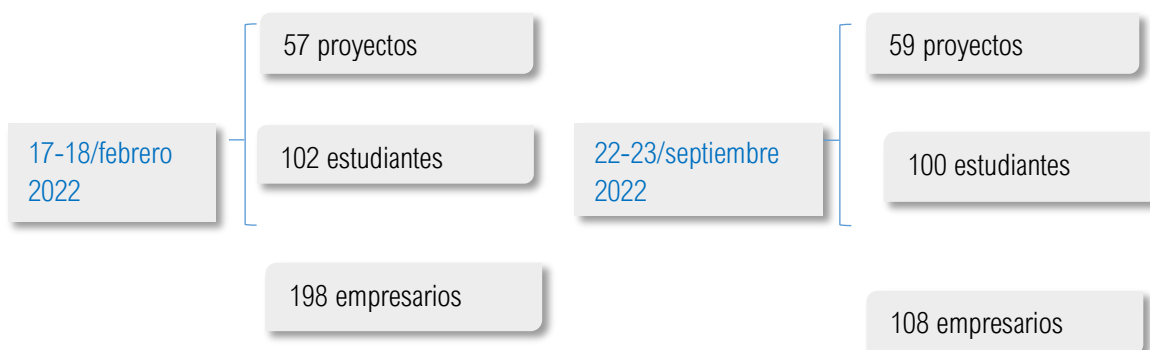 17-18/febrero
2022
57 proyectos
102 estudiantes
198 empresarios
22-23/septiembre
2022
59 proyectos
100 estudiantes
108 empresarios